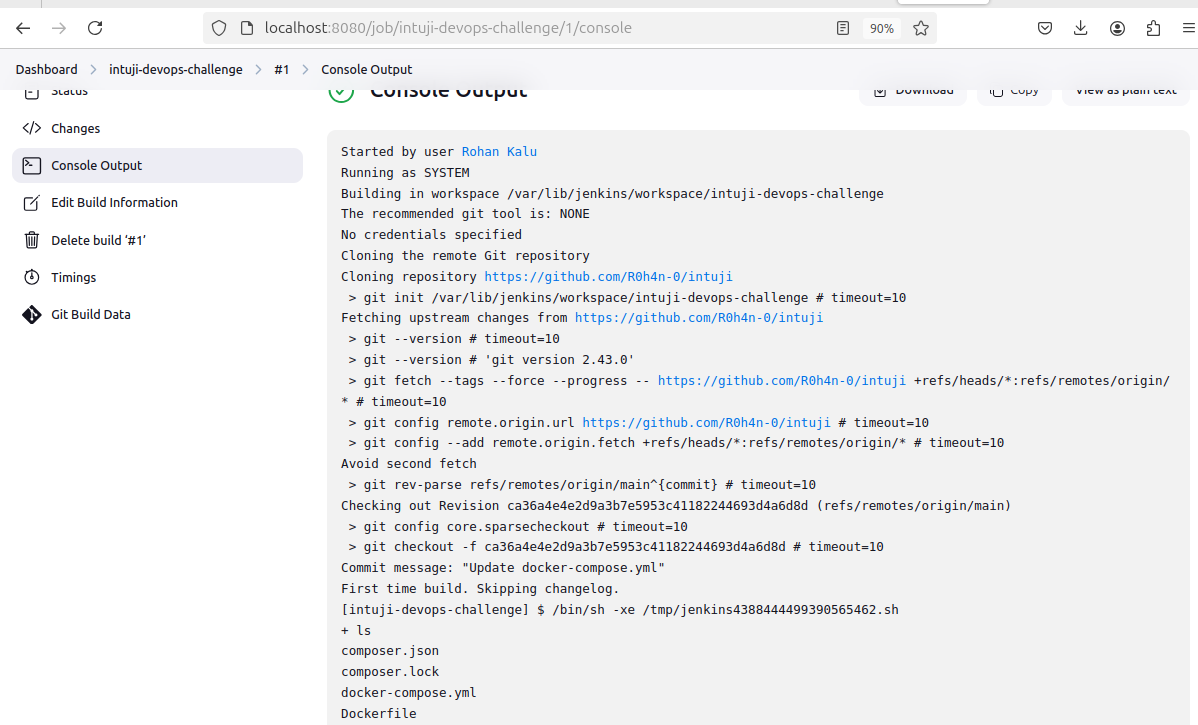 localhost:8080/job/intuji-devops-challenge/1/console
90%
Dashboard > intuji-devops-challenge > #1 > Console Output
Status
Changes
Console Output
Edit Build Information
Delete build ‘#1’
Timings
Git Build Data
Console Output
Download
Copy
View as plain text
Started by user Rohan Kalu
Running as SYSTEM
Building in workspace /var/lib/jenkins/workspace/intuji-devops-challenge
The recommended git tool is: NONE
No credentials specified
Cloning the remote Git repository
Cloning repository https://github.com/R0h4n-0/intuji
 > git init /var/lib/jenkins/workspace/intuji-devops-challenge # timeout=10
Fetching upstream changes from https://github.com/R0h4n-0/intuji
 > git --version # timeout=10
 > git --version # 'git version 2.43.0'
 > git fetch --tags --force --progress -- https://github.com/R0h4n-0/intuji +refs/heads/*:refs/remotes/origin/
* # timeout=10
 > git config remote.origin.url https://github.com/R0h4n-0/intuji # timeout=10
 > git config --add remote.origin.fetch +refs/heads/*:refs/remotes/origin/* # timeout=10
Avoid second fetch
 > git rev-parse refs/remotes/origin/main^{commit} # timeout=10
Checking out Revision ca36a4e4e2d9a3b7e5953c41182244693d4a6d8d (refs/remotes/origin/main)
 > git config core.sparsecheckout # timeout=10
 > git checkout -f ca36a4e4e2d9a3b7e5953c41182244693d4a6d8d # timeout=10
Commit message: "Update docker-compose.yml"
First time build. Skipping changelog.
[intuji-devops-challenge] $ /bin/sh -xe /tmp/jenkins4388444499390565462.sh
+ ls
composer.json
composer.lock
docker-compose.yml
Dockerfile